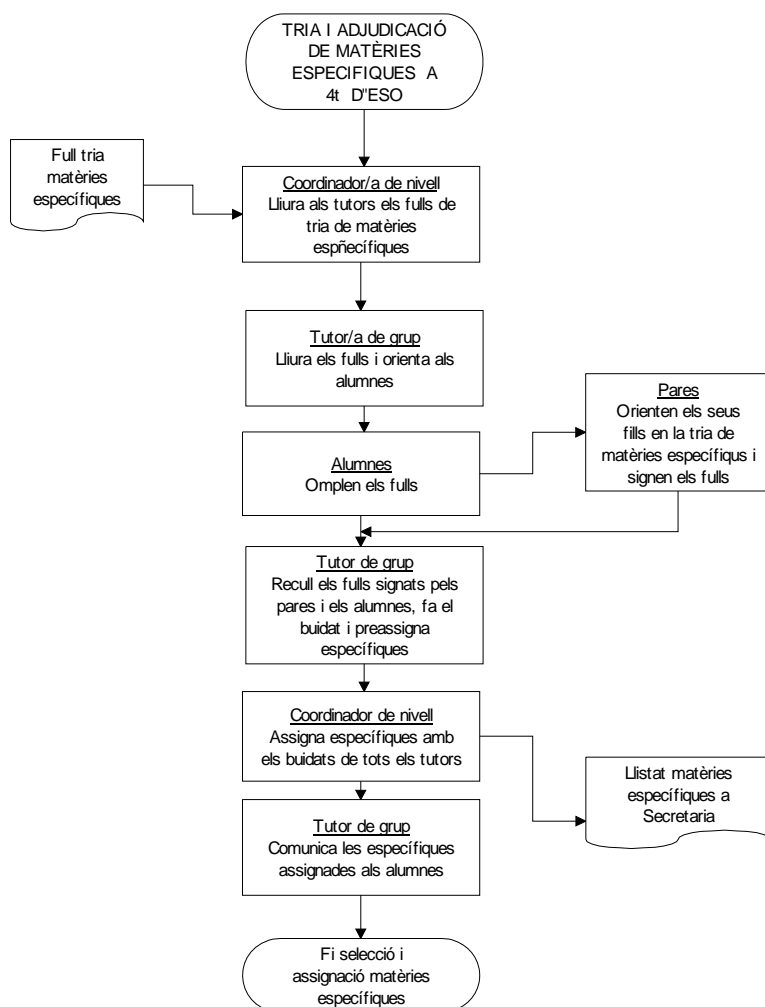 TRIA I ADJUDICACIÓ
DE MATÈRIES
ESPECIFIQUES A
4t D"ESO
Full tria
matèries
específiques
Coordinador/a de nivell
Lliura als tutors els fulls de
tria de matèries
espñecífiques
Tutor/a de grup
Lliura els fulls i orienta als
alumnes
Pares
Orienten els seus
fills en la tria de
matèries específiqus i
signen els fulls
Alumnes
Omplen els fulls
Tutor de grup
Recull els fulls signats pels
pares i els alumnes, fa el
buidat i preassigna
específiques
Coordinador de nivell
Assigna específiques amb
els buidats de tots els tutors
Llistat matèries
específiques a
Secretaria
Tutor de grup
Comunica les específiques
assignades als alumnes
Fi selecció i
assignació matèries
específiques